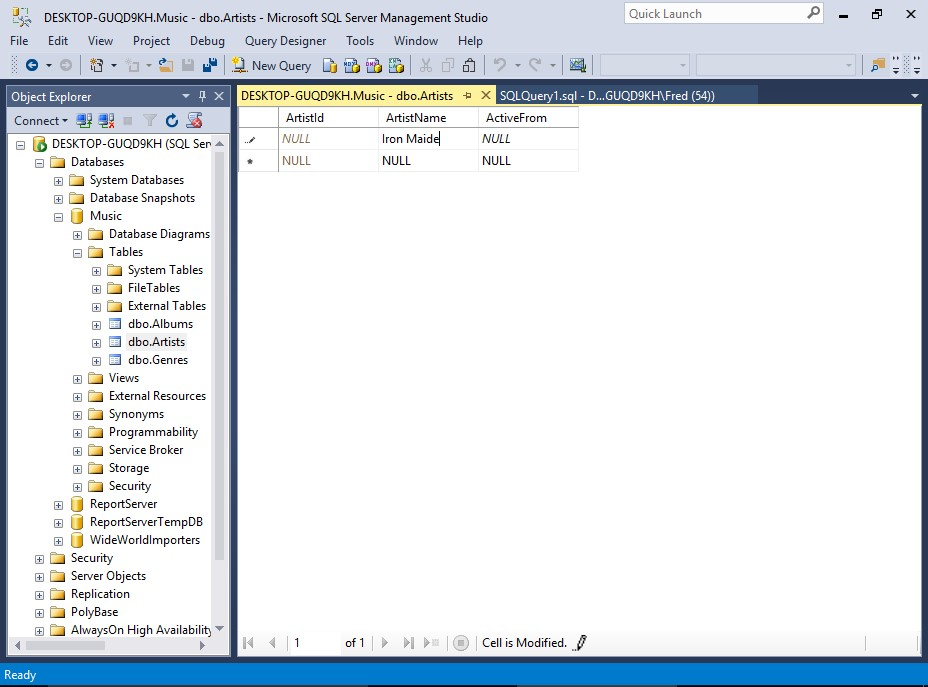 DESKTOP-GUQD9KH.Music - dbo.Artists - Microsoft SQL Server Management Studio
Quick Launch
File Edit View Project Debug Query Designer Tools Window Help
New Query
Object Explorer
DESKTOP-GUQD9KH.Music - dbo.Artists
SQLQuery1.sql - D...GUQD9KH\Fred (54))
Connect
ArtistId ArtistName ActiveFrom
NULL Iron Maide NULL
NULL NULL NULL
DESKTOP-GUQD9KH (SQL Ser
Databases
System Databases
Database Snapshots
Music
Database Diagrams
Tables
System Tables
FileTables
External Tables
dbo.Albums
dbo.Artists
dbo.Genres
Views
External Resources
Synonyms
Programmability
Service Broker
Storage
Security
ReportServer
ReportServerTempDB
WideWorldImporters
Security
Server Objects
Replication
PolyBase
AlwaysOn High Availability
1 of 1 Cell is Modified.
Ready